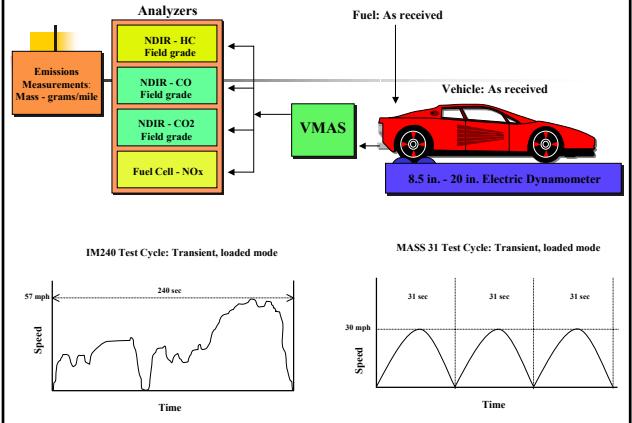 Analyzers
Fuel: As received
NDIR - HC
Field grade
Emissions
Measurements:
Mass - grams/mile
NDIR - CO
Field grade
Vehicle: As received
NDIR - CO2
Field grade
VMAS
Fuel Cell - NOx
8.5 in. - 20 in. Electric Dynamometer
IM240 Test Cycle: Transient, loaded mode
57 mph
240 sec
Speed
Time
MASS 31 Test Cycle: Transient, loaded mode
31 sec
31 sec
31 sec
30 mph
Speed
Time